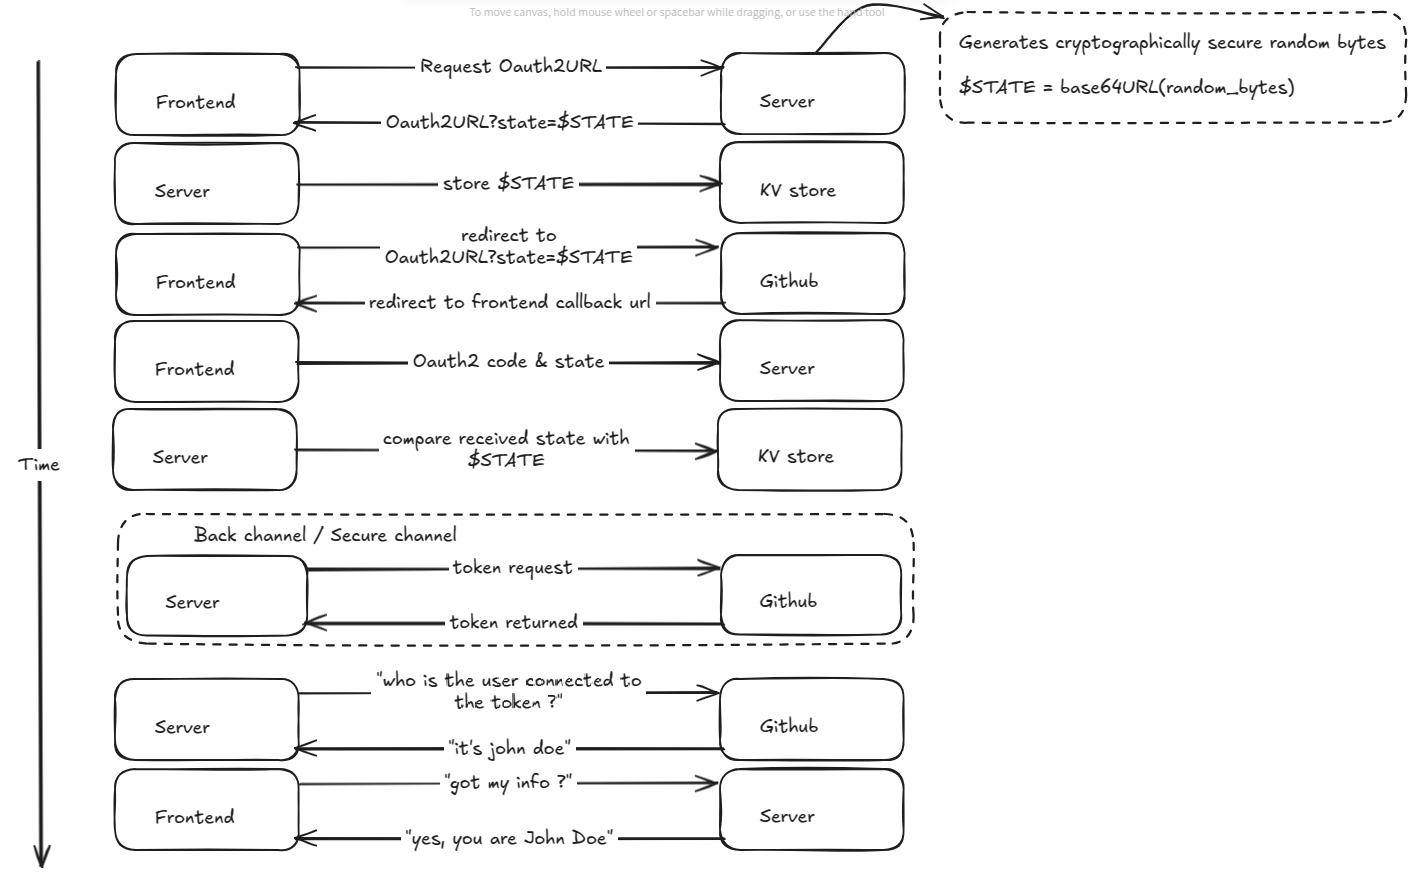 To move canvas, hold mouse wheel or spacebar while dragging, or use the hand tool
Generates cryptographically secure random bytes
$STATE = base64URL(random_bytes)
Frontend
Request Oauth2URL
Oauth2URL?state=$STATE
Server
Server
store $STATE
KV store
Frontend
redirect to
Oauth2URL?state=$STATE
redirect to frontend callback url
Github
Frontend
Oauth2 code & state
Server
Server
compare received state with
$STATE
KV store
Time
Back channel / Secure channel
Server
token request
token returned
Github
Server
"who is the user connected to
the token ?"
"it's john doe"
Github
Frontend
"got my info ?"
"yes, you are John Doe"
Server